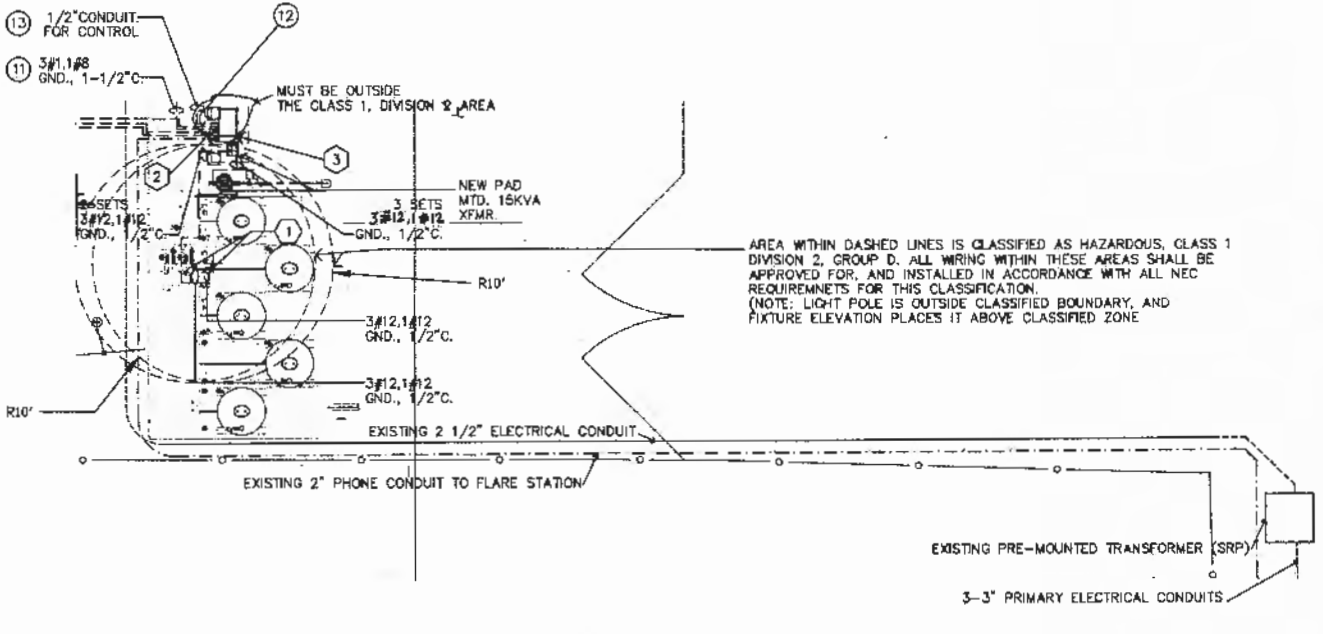 13 1/2"CONDUIT
FOR CONTROL
12
11 3#1,1#8
GND., 1-1/2"C.
MUST BE OUTSIDE
THE CLASS 1, DIVISION 2 AREA
3
2
NEW PAD
MTD. 15KVA
XFMR.
SETS
3#12,1#12
GND., 1/2"C.
3 SETS
3#12,1#12
GND., 1/2"C.
1
AREA WITHIN DASHED LINES IS CLASSIFIED AS HAZARDOUS, CLASS 1
DIVISION 2, GROUP D. ALL WIRING WITHIN THESE AREAS SHALL BE
APPROVED FOR, AND INSTALLED IN ACCORDANCE WITH ALL NEC
REQUIREMNETS FOR THIS CLASSIFICATION.
(NOTE: LIGHT POLE IS OUTSIDE CLASSIFIED BOUNDARY, AND
FIXTURE ELEVATION PLACES IT ABOVE CLASSIFIED ZONE
R10'
3#12,1#12
GND., 1/2"C.
3#12,1#12
GND., 1/2"C.
R10'
EXISTING 2 1/2" ELECTRICAL CONDUIT
EXISTING 2" PHONE CONDUIT TO FLARE STATION
EXISTING PRE-MOUNTED TRANSFORMER (SRP)
3-3" PRIMARY ELECTRICAL CONDUITS